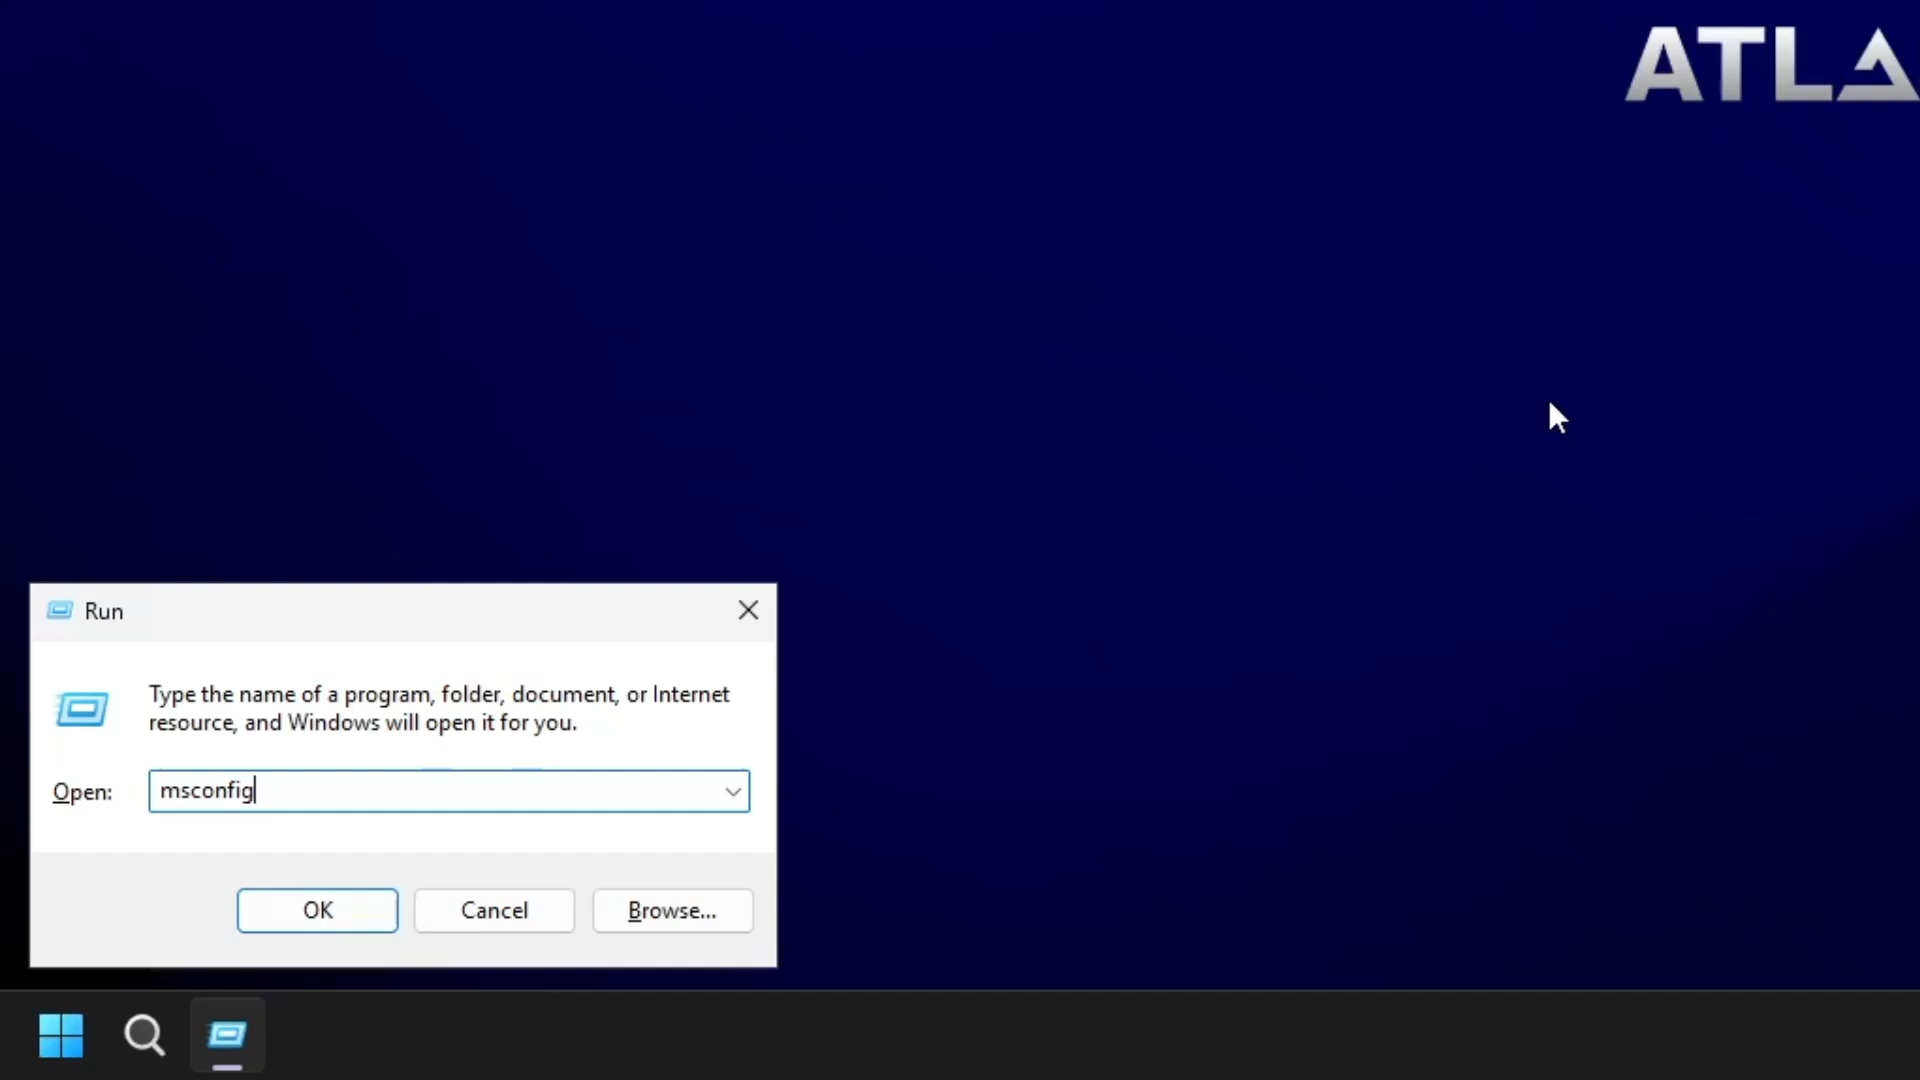 ATLA
Run
Type the name of a program, folder, document, or Internet
resource, and Windows will open it for you.
Open:
msconfig
OK
Cancel
Browse...